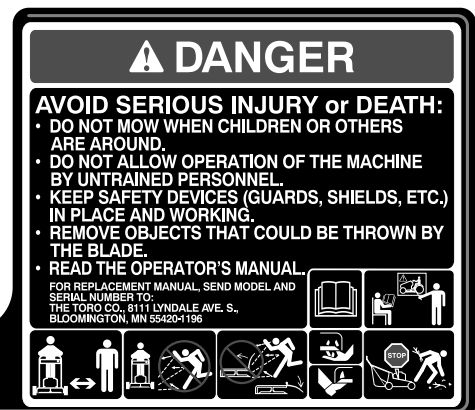 DANGER
AVOID SERIOUS INJURY or DEATH:
• DO NOT MOW WHEN CHILDREN OR OTHERS
ARE AROUND.
• DO NOT ALLOW OPERATION OF THE MACHINE
BY UNTRAINED PERSONNEL.
• KEEP SAFETY DEVICES (GUARDS, SHIELDS, ETC.)
IN PLACE AND WORKING.
• REMOVE OBJECTS THAT COULD BE THROWN BY
THE BLADE.
• READ THE OPERATOR'S MANUAL.
FOR REPLACEMENT MANUAL, SEND MODEL AND
SERIAL NUMBER TO:
THE TORO CO., 8111 LYNDALE AVE. S.,
BLOOMINGTON, MN 55420-1196
STOP